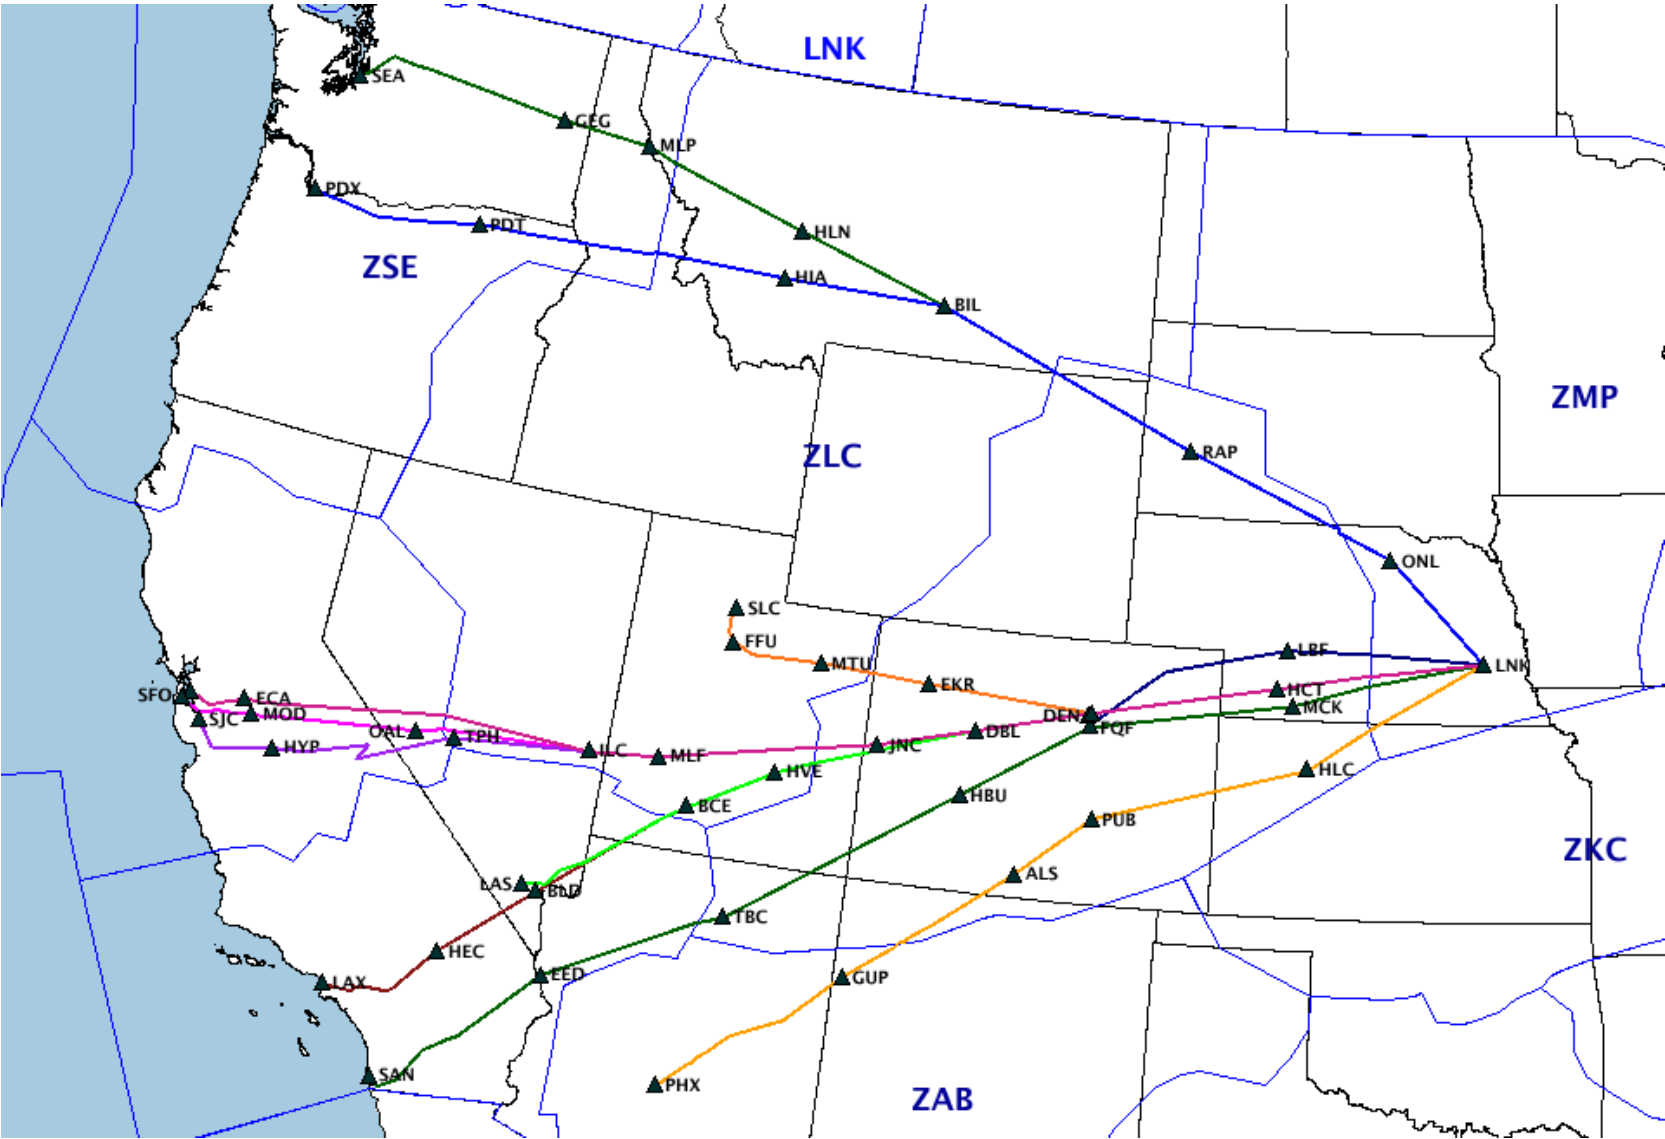 LNK
SEA
GEG
MLP
PDX
PDT
HLN
ZSE
HIA
BIL
ZMP
ZLC
RAP
ONL
SLC
FFU
LBF
MTU
LNK
EKR
HCT
SFO
ECA
MCK
MOD
DEN
SJC
FQF
OAL
DBL
TPH
HYP
JNC
ILC
MLF
HLC
HVE
HBU
BCE
PUB
ZKC
ALS
LAS
BLD
TBC
HEC
EED
GUP
LAX
SAN
PHX
ZAB